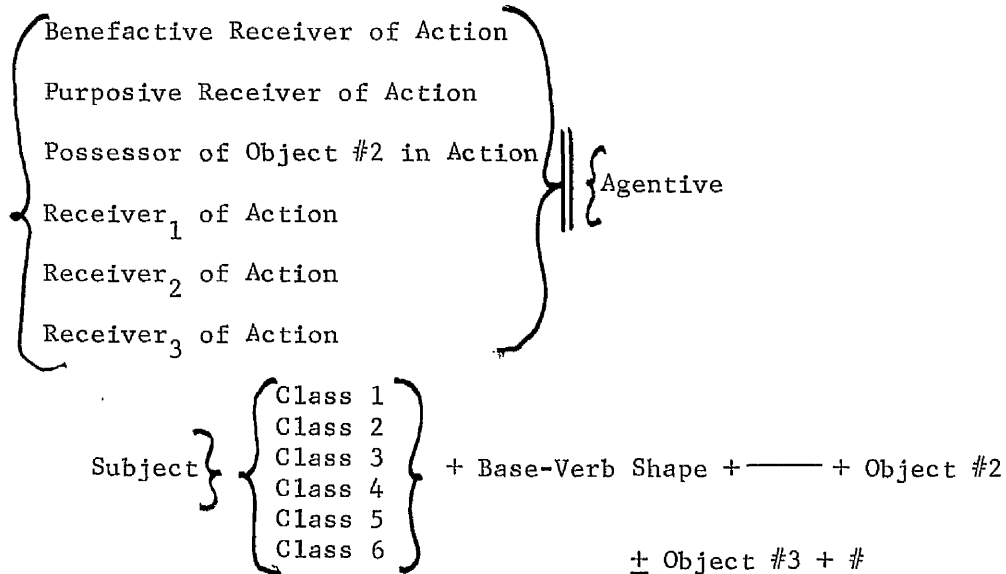 Benefactive Receiver of Action
Purposive Receiver of Action
Possessor of Object #2 in Action
Agentive
Receiver₁ of Action
Receiver₂ of Action
Receiver₃ of Action
Class 1
Class 2
Subject Class 3 + Base-Verb Shape + —— + Object #2
Class 4
Class 5
Class 6
± Object #3 + #